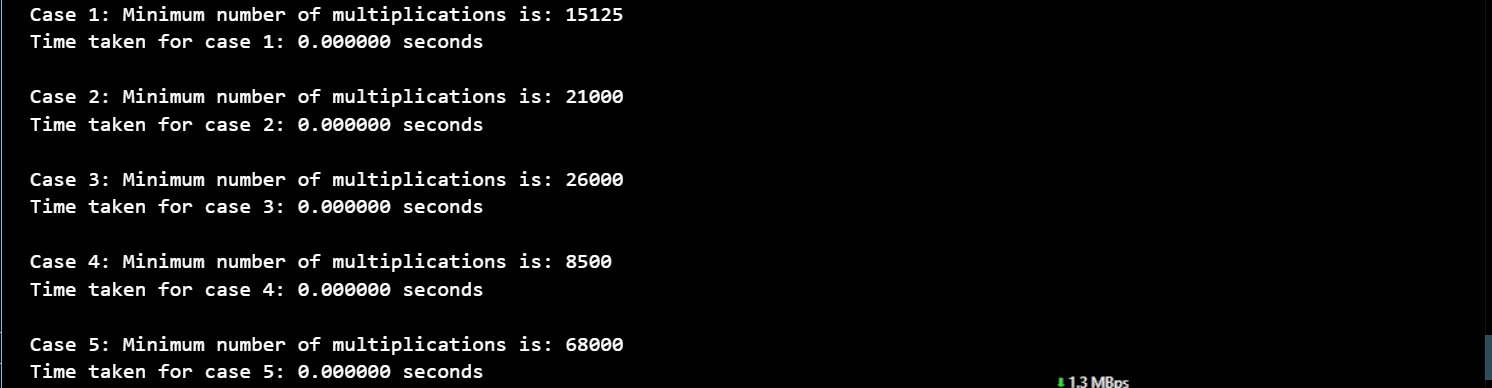 Case 1: Minimum number of multiplications is: 15125
Time taken for case 1: 0.000000 seconds
Case 2: Minimum number of multiplications is: 21000
Time taken for case 2: 0.000000 seconds
Case 3: Minimum number of multiplications is: 26000
Time taken for case 3: 0.000000 seconds
Case 4: Minimum number of multiplications is: 8500
Time taken for case 4: 0.000000 seconds
Case 5: Minimum number of multiplications is: 68000
Time taken for case 5: 0.000000 seconds
1.3 MBps